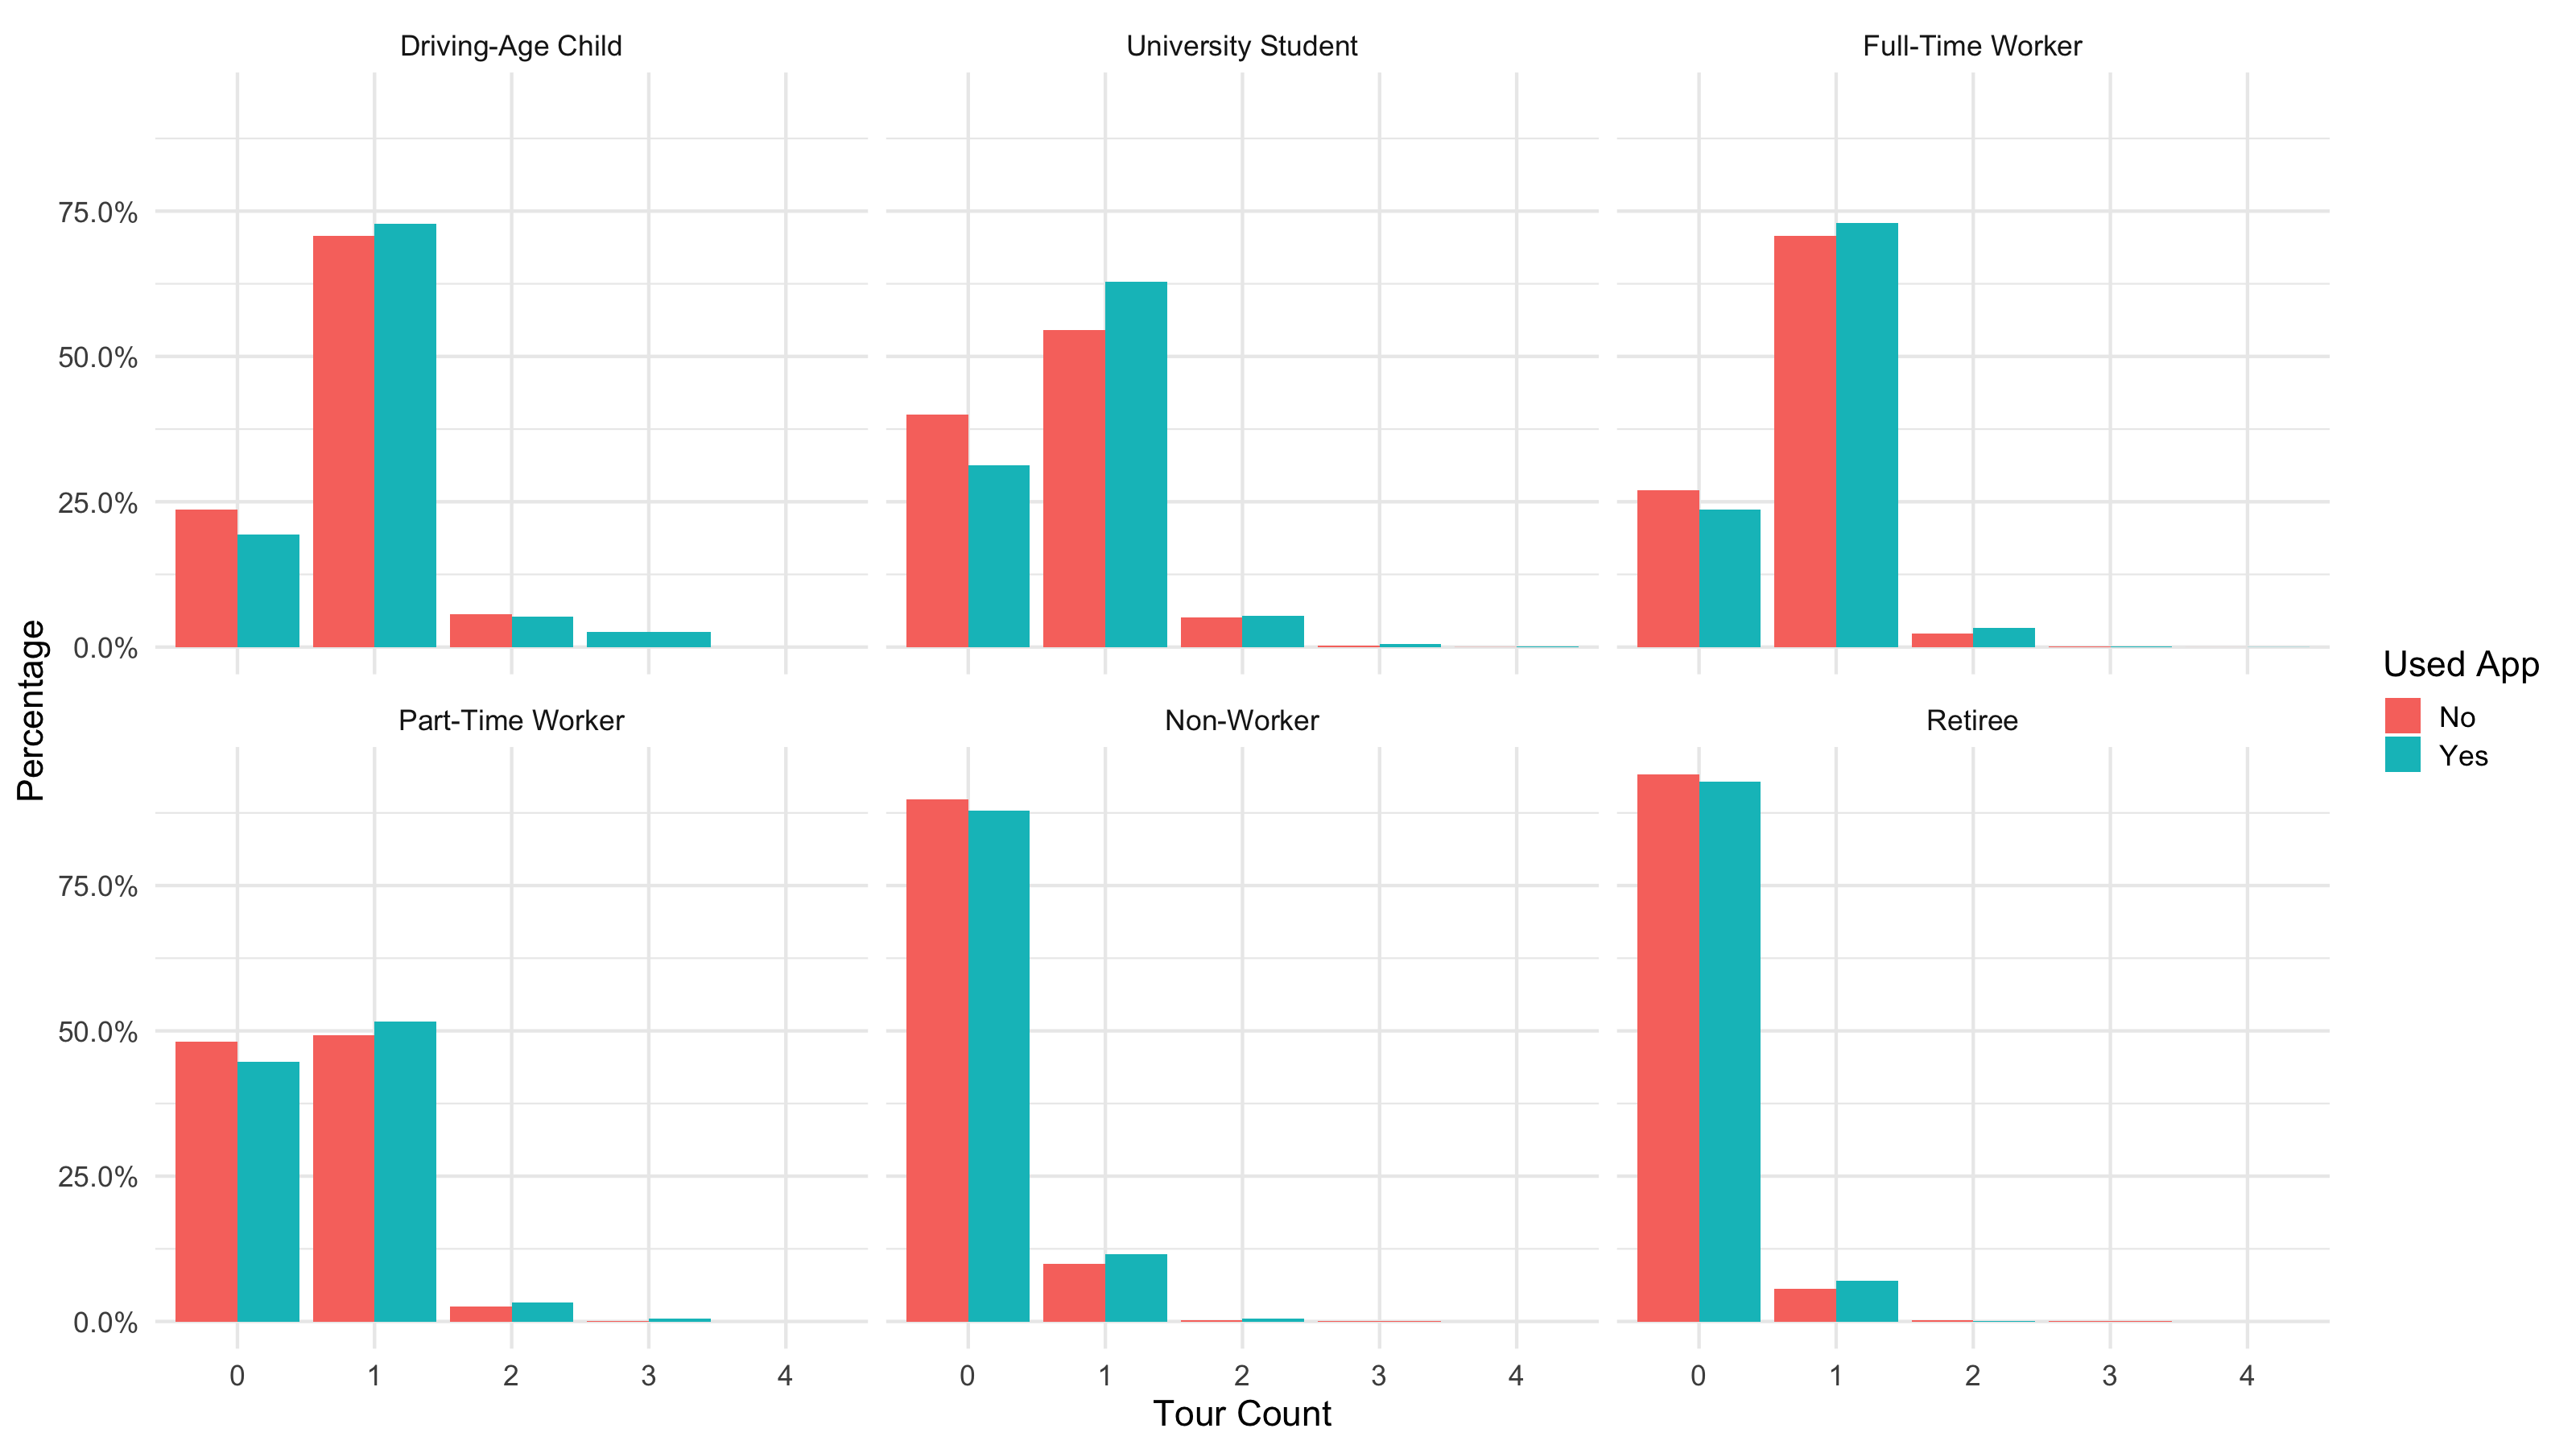 Driving-Age Child
University Student
Full-Time Worker
75.0%
50.0%
25.0%
0.0%
Part-Time Worker
Non-Worker
Retiree
75.0%
50.0%
25.0%
0.0%
0 1 2 3 4
0 1 2 3 4
0 1 2 3 4
Tour Count
Percentage
Used App
No
Yes